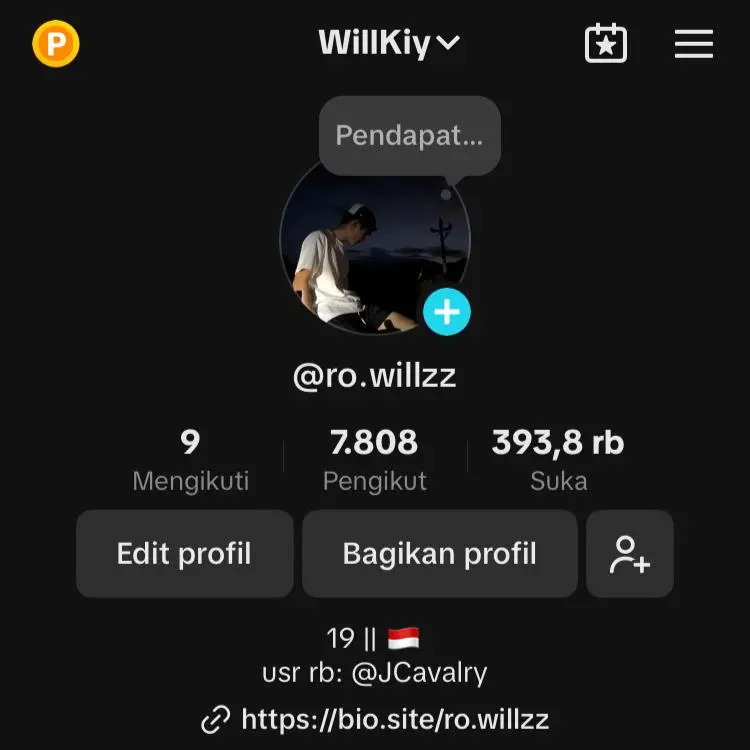 P
WillKiy
Pendapat...
@ro.willzz
9
Mengikuti
7.808
Pengikut
393,8 rb
Suka
Edit profil
Bagikan profil
19 || 🇮🇩
usr rb: @JCavalry
https://bio.site/ro.willzz